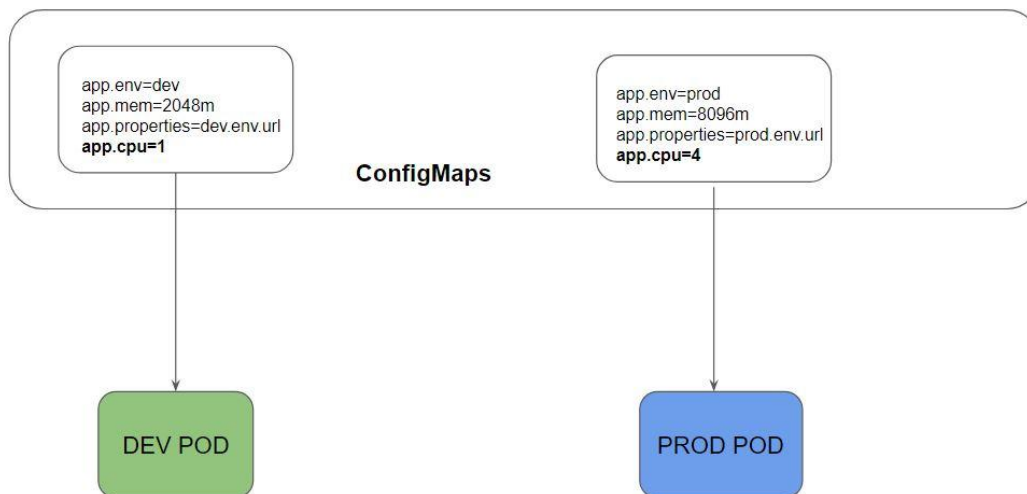 app.env=dev
app.mem=2048m
app.properties=dev.env.url
app.cpu=1
app.env=prod
app.mem=8096m
app.properties=prod.env.url
app.cpu=4
ConfigMaps
DEV POD
PROD POD